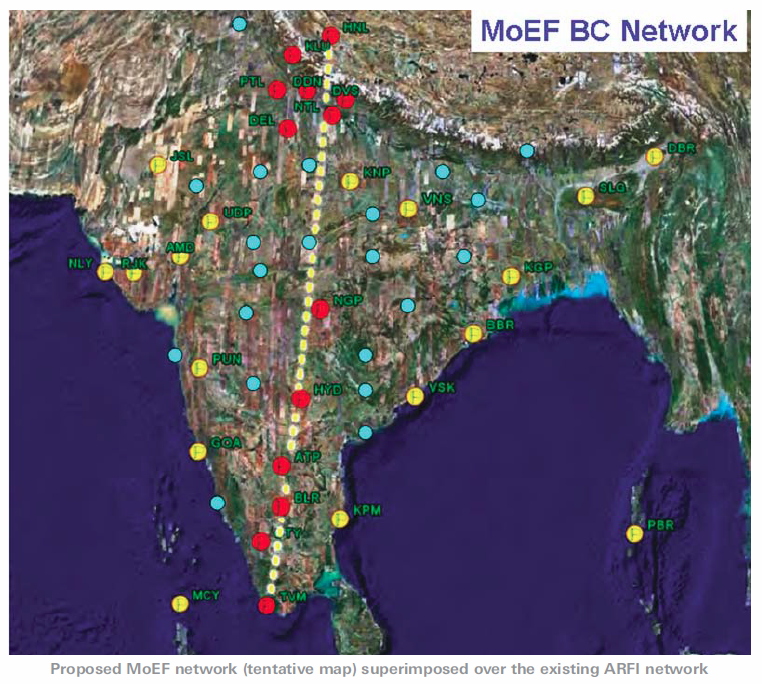 MoEF BC Network
HNL
KLU
PTL DDN DVS
NTL
DEL
JSL
KNP
DBR
SLG
VNS
UDP
AMD
NLY RJK
KGP
NGP
BBR
PUN
HYD
VSK
GOA
ATP
BLR
KPM
PBR
MCY
TVM
Proposed MoEF network (tentative map) superimposed over the existing ARFI network